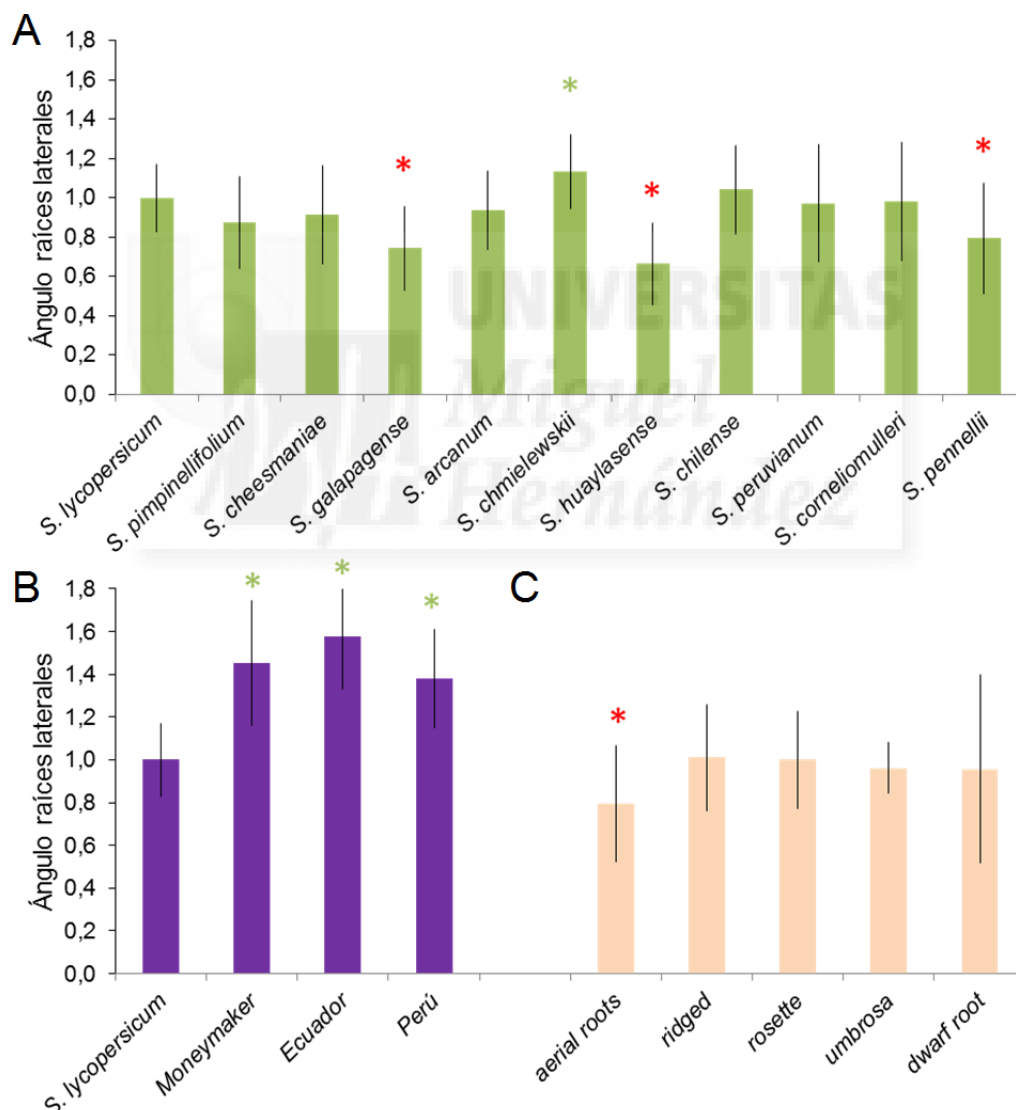 A
Ángulo raíces laterales
1,8
1,6
1,4
1,2
1,0
0,8
0,6
0,4
0,2
0,0
*
*
*
*
UNIVERSITAS
Miguel
Hernández
S. lycopersicum
S. pimpinellifolium
S. cheesmaniae
S. galapagense
S. arcanum
S. chmielewskii
S. huaylasense
S. chilense
S. peruvianum
S. corneliomulleri
S. pennellii
B
Ángulo raíces laterales
1,8
1,6
1,4
1,2
1,0
0,8
0,6
0,4
0,2
0,0
*
*
*
S. lycopersicum
Moneymaker
Ecuador
Perú
C
*
aerial roots
ridged
rosette
umbrosa
dwarf root